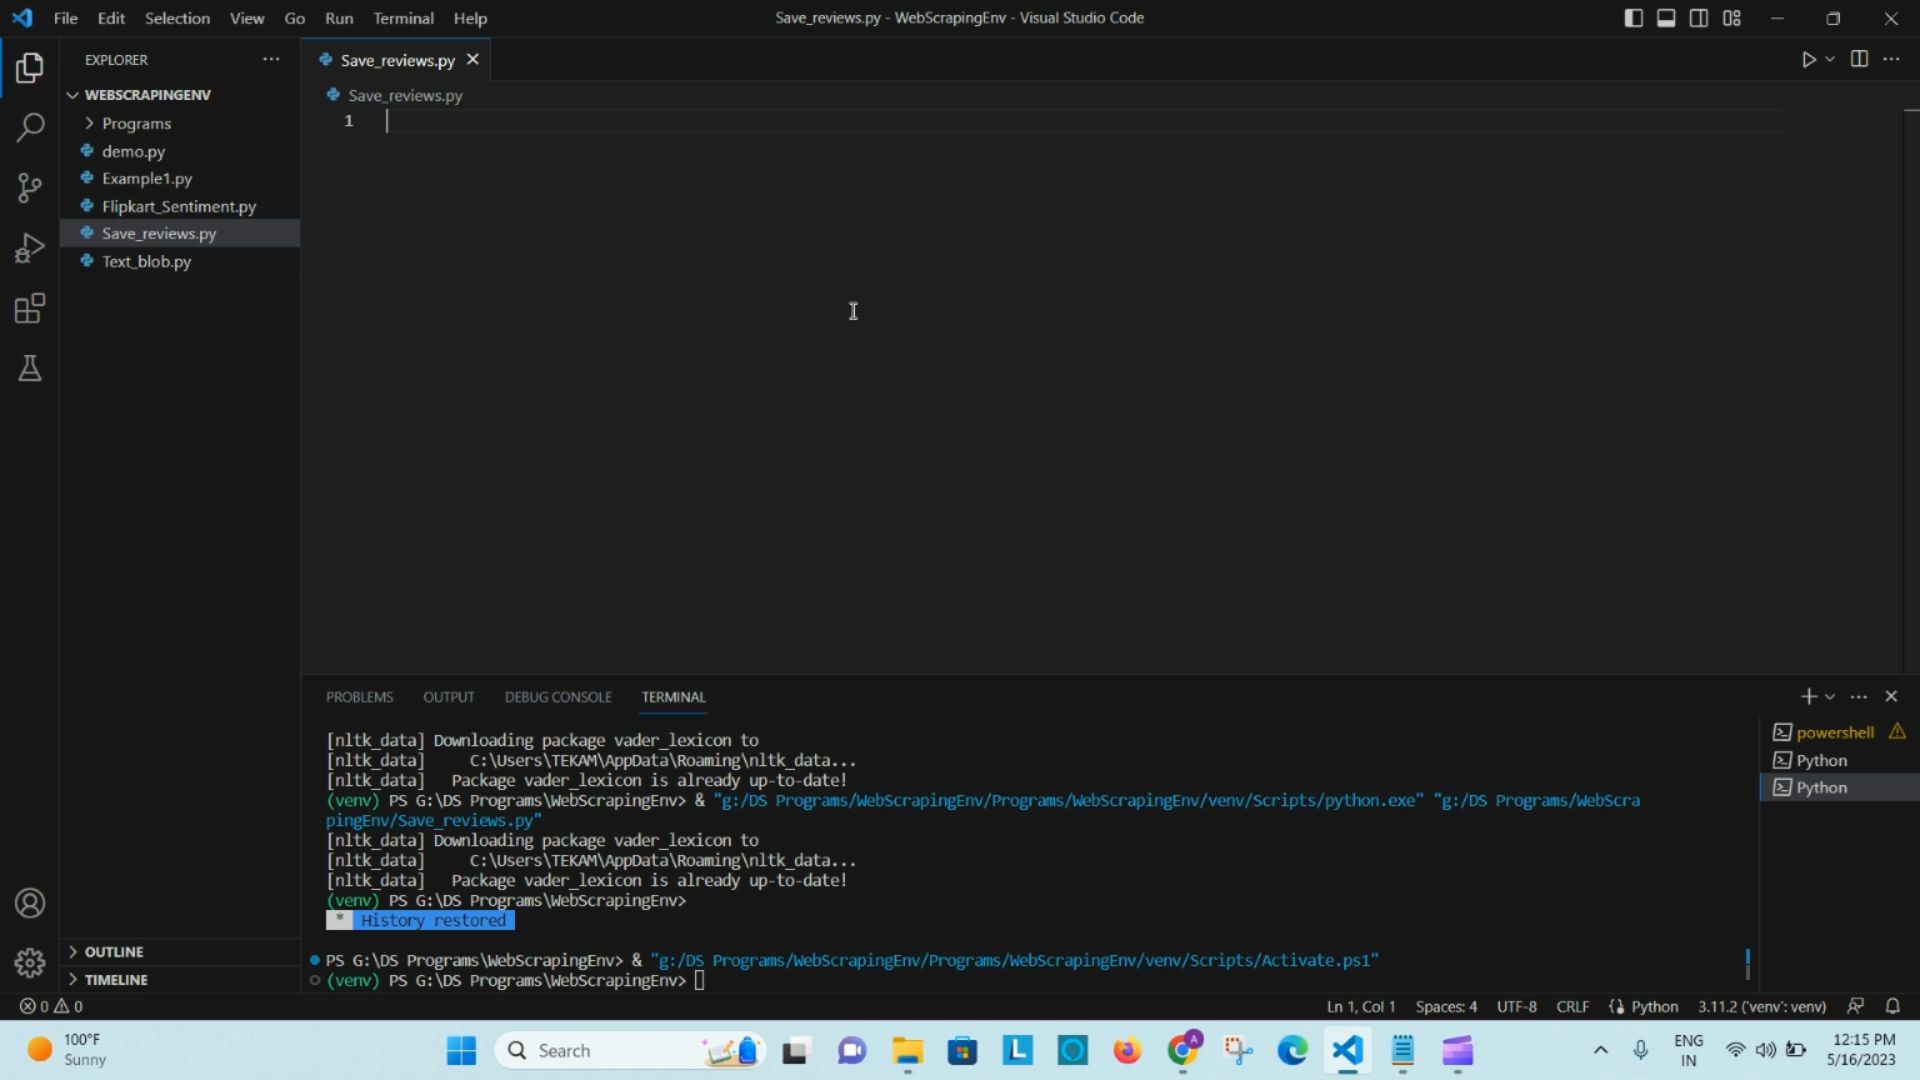 File Edit Selection View Go Run Terminal Help
Save_reviews.py - WebScrapingEnv - Visual Studio Code
EXPLORER
WEBSCRAPINGENV
Programs
demo.py
Example1.py
Flipkart_Sentiment.py
Save_reviews.py
Text_blob.py
OUTLINE
TIMELINE
Save_reviews.py
Save_reviews.py
1
PROBLEMS OUTPUT DEBUG CONSOLE TERMINAL
[nltk_data] Downloading package vader_lexicon to
[nltk_data]     C:\Users\TEKAM\AppData\Roaming\nltk_data...
[nltk_data]   Package vader_lexicon is already up-to-date!
(venv) PS G:\DS Programs\WebScrapingEnv> & "g:/DS Programs/WebScrapingEnv/Programs/WebScrapingEnv/venv/Scripts/python.exe" "g:/DS Programs/WebScra
pingEnv/Save_reviews.py"
[nltk_data] Downloading package vader_lexicon to
[nltk_data]     C:\Users\TEKAM\AppData\Roaming\nltk_data...
[nltk_data]   Package vader_lexicon is already up-to-date!
(venv) PS G:\DS Programs\WebScrapingEnv>
* History restored
PS G:\DS Programs\WebScrapingEnv> & "g:/DS Programs/WebScrapingEnv/Programs/WebScrapingEnv/venv/Scripts/Activate.ps1"
(venv) PS G:\DS Programs\WebScrapingEnv>
powershell
Python
Python
0 0
Ln 1, Col 1 Spaces: 4 UTF-8 CRLF Python 3.11.2 ('venv': venv)
100°F
Sunny
Search
L
A
ENG
IN
12:15 PM
5/16/2023